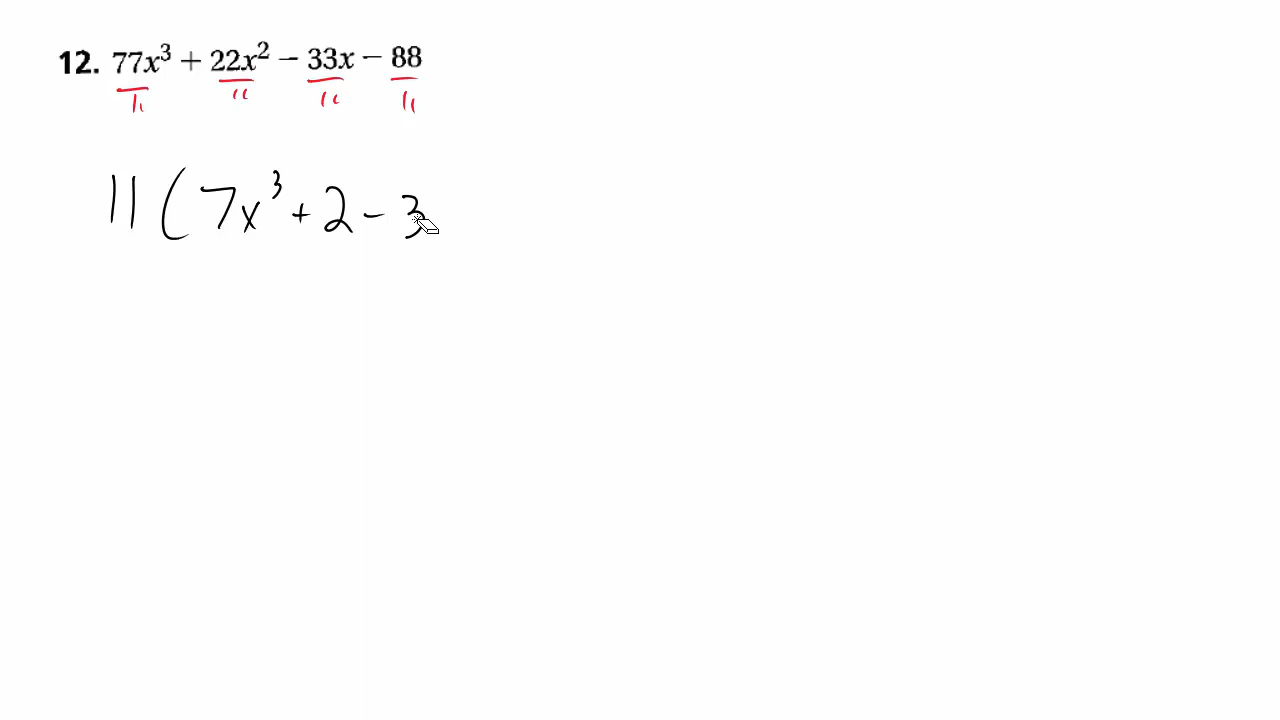 12. 77x³ + 22x² − 33x − 88
11 11 11 11
11 ( 7x³ + 2 − 3